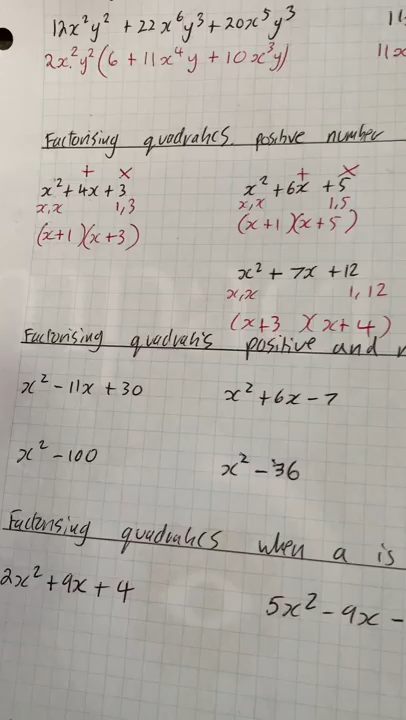 12x²y² + 22x⁶y³ + 20x⁵y³
2x²y²(6 + 11x⁴y + 10x³y)
11x
Factorising quadratics positive number
+ × + ×
x² + 4x + 3 x² + 6x + 5
x,x 1,3 x,x 1,5
(x+1)(x+3) (x+1)(x+5)
x² + 7x + 12
x,x 1, 12
(x+3)(x+4)
Factorising quadratics positive and
x² - 11x + 30 x² + 6x - 7
x² - 100 x² - 36
Factorising quadratics when a is
2x² + 9x + 4 5x² - 9x -